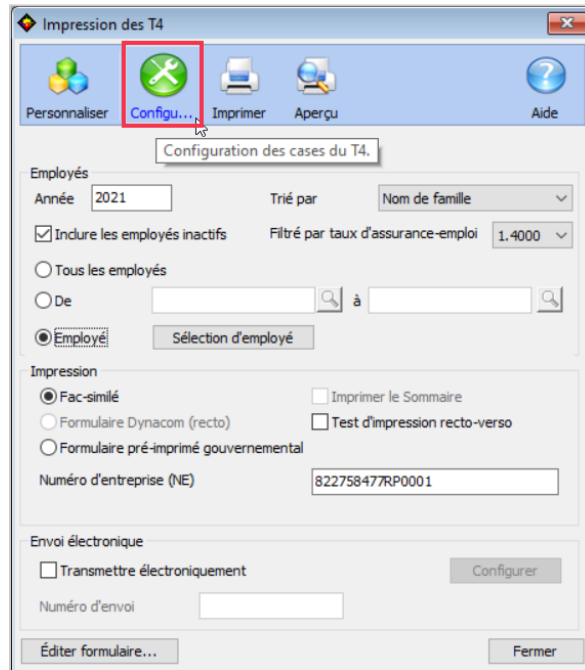 Impression des T4
Personnaliser Configu... Imprimer Aperçu Aide
Configuration des cases du T4.
Employés
Année 2021 Trié par Nom de famille
Inclure les employés inactifs Filtré par taux d'assurance-emploi 1.4000
Tous les employés
De à
Employé Sélection d'employé
Impression
Fac-similé Imprimer le Sommaire
Formulaire Dynacom (recto) Test d'impression recto-verso
Formulaire pré-imprimé gouvernemental
Numéro d'entreprise (NE) 822758477RP0001
Envoi électronique
Transmettre électroniquement Configurer
Numéro d'envoi
Éditer formulaire... Fermer